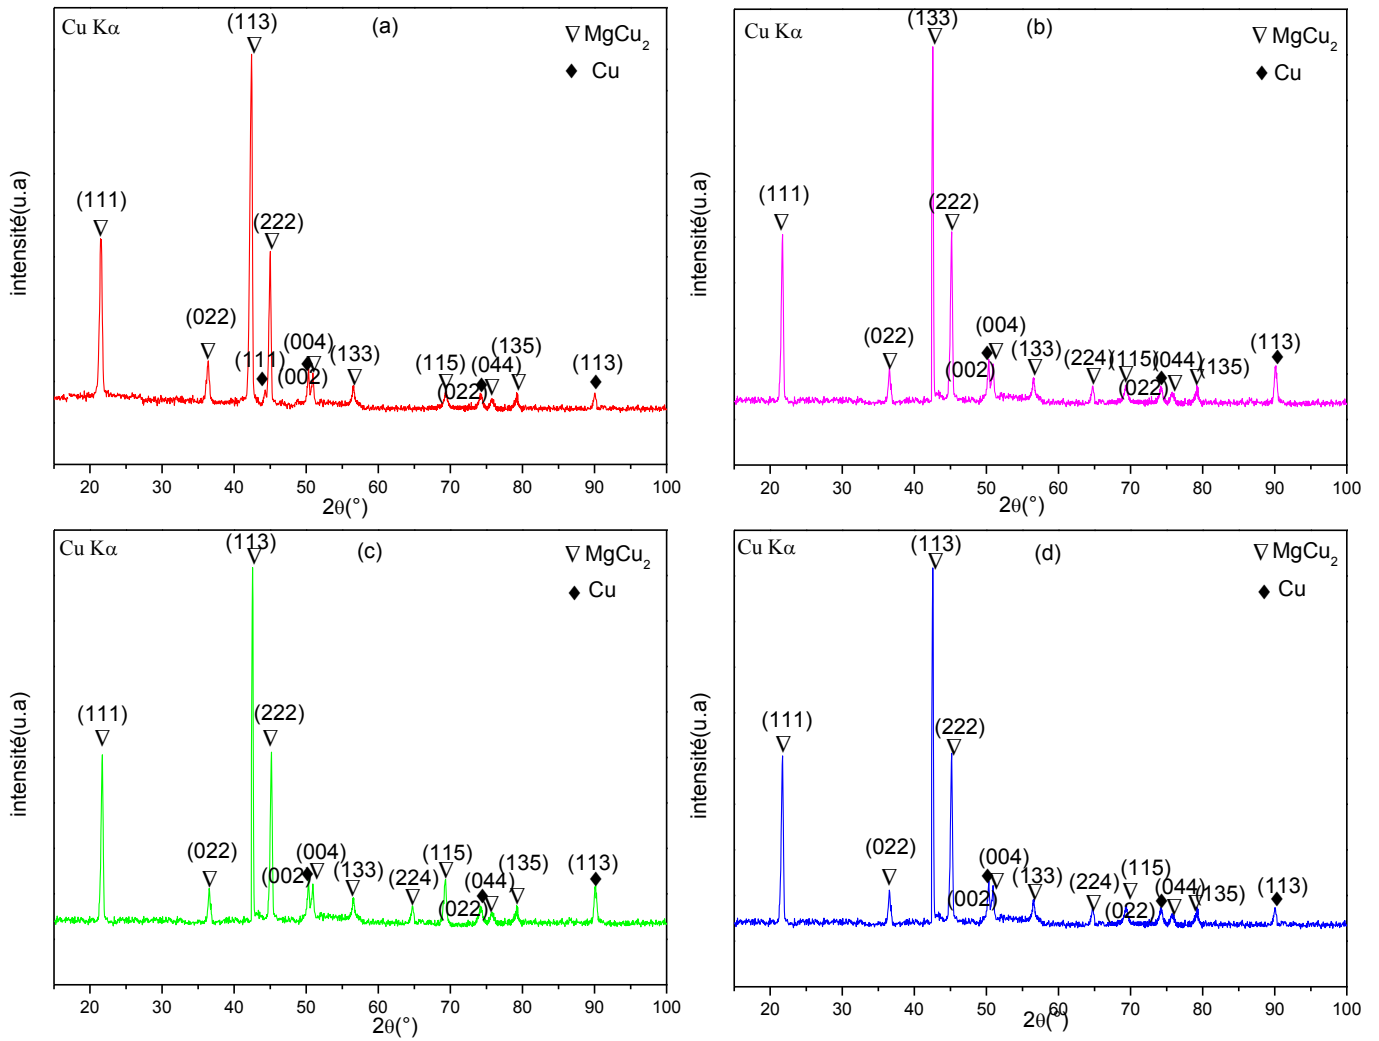 Cu Kα
(a)
▽ MgCu2
◆ Cu
(113)
(111)
(222)
(022)
(111)
(004)
(002)
(133)
(115)
(022)
(044)
(135)
(113)
intensité(u.a)
20 30 40 50 60 70 80 90 100
2θ(°)
Cu Kα
(b)
▽ MgCu2
◆ Cu
(133)
(111)
(222)
(022)
(002)
(004)
(133)
(224)
(115)
(022)
(044)
(135)
(113)
intensité(u.a)
20 30 40 50 60 70 80 90 100
2θ(°)
Cu Kα
(c)
▽ MgCu2
◆ Cu
(113)
(111)
(222)
(022)
(002)
(004)
(133)
(224)
(115)
(022)
(044)
(135)
(113)
intensité(u.a)
20 30 40 50 60 70 80 90 100
2θ(°)
Cu Kα
(d)
▽ MgCu2
◆ Cu
(113)
(111)
(222)
(022)
(002)
(004)
(133)
(224)
(115)
(022)
(044)
(135)
(113)
intensité(u.a)
20 30 40 50 60 70 80 90 100
2θ(°)